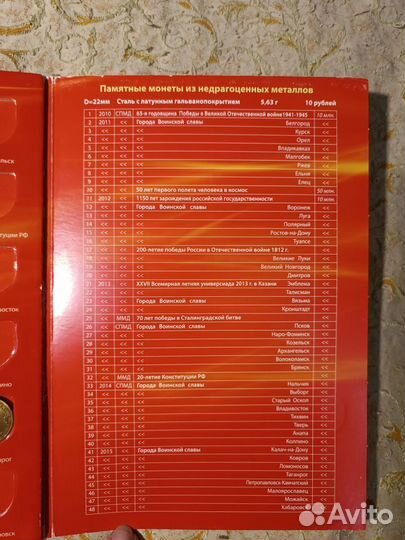 Памятные монеты из недрагоценных металлов
D=22мм Сталь с латунным гальванопокрытием 5,63 г 10 рублей
1 2010 СПМД 65-я годовщина Победы в Великой Отечественной войне 1941-1945 10 млн.
2 2011 << Города Воинской славы Белгород <<
3 << << << Курск <<
4 << << << Орел <<
5 << << << Владикавказ <<
6 << << << Малгобек <<
7 << << << Ржев <<
8 << << << Ельня <<
9 << << << Елец <<
10 << << 50 лет первого полета человека в космос 50 млн.
11 2012 << 1150 лет зарождения российской государственности 10 млн.
12 << << Города Воинской славы Воронеж <<
13 << << << Луга <<
14 << << << Полярный <<
15 << << << Ростов-на-Дону <<
16 << << << Туапсе <<
17 << << 200-летие победы России в Отечественной войне 1812 г. <<
18 << << << Великие Луки <<
19 << << << Великий Новгород <<
20 << << << Дмитров <<
21 2013 << XXVII Всемирная летняя универсиада 2013 г. в Казани Эмблема <<
22 << << << Талисман <<
23 << << Города Воинской славы Вязьма <<
24 << << << Кронштадт <<
25 << ММД 70 лет победы в Сталинградской битве <<
26 << СПМД Города Воинской славы Псков <<
27 << << << Наро-Фоминск <<
28 << << << Козельск <<
29 << << << Архангельск <<
30 << << << Волоколамск <<
31 << << << Брянск <<
32 << ММД 20-летие Конституции РФ <<
33 2014 СПМД Города Воинской славы Нальчик <<
34 << << << Выборг <<
35 << << << Старый Оскол <<
36 << << << Владивосток <<
37 << << << Тихвин <<
38 << << << Тверь <<
39 << << << Анапа <<
40 << << << Колпино <<
41 2015 << Города Воинской славы Калач-на-Дону <<
42 << << << Ковров <<
43 << << << Ломоносов <<
44 << << << Таганрог <<
45 << << << Петропавловск-Камчатский <<
46 << << << Малоярославец <<
47 << << << Можайск <<
48 << << << Хабаровск <<
нституции РФ
восток
Avito